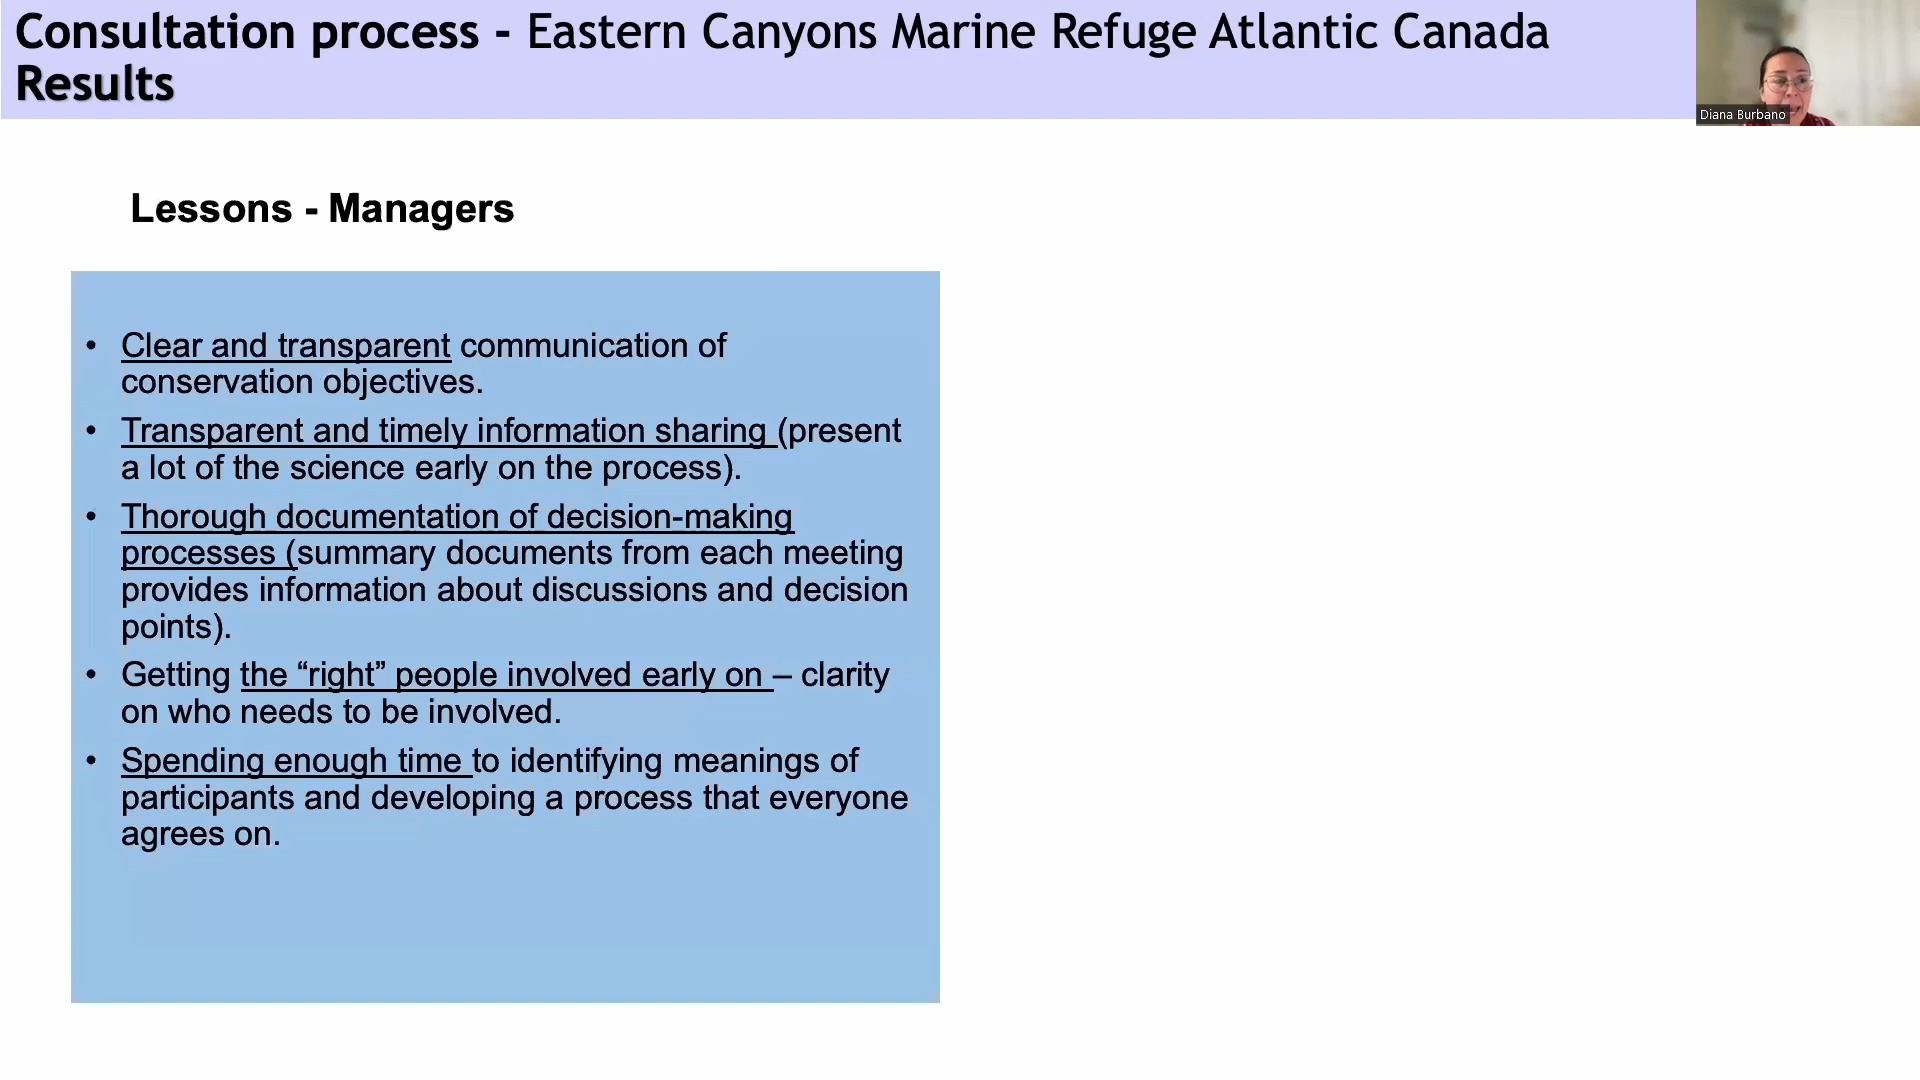 Consultation process - Eastern Canyons Marine Refuge Atlantic Canada
Results
Diana Burbano
Lessons - Managers
• Clear and transparent communication of
conservation objectives.
• Transparent and timely information sharing (present
a lot of the science early on the process).
• Thorough documentation of decision-making
processes (summary documents from each meeting
provides information about discussions and decision
points).
• Getting the “right” people involved early on – clarity
on who needs to be involved.
• Spending enough time to identifying meanings of
participants and developing a process that everyone
agrees on.